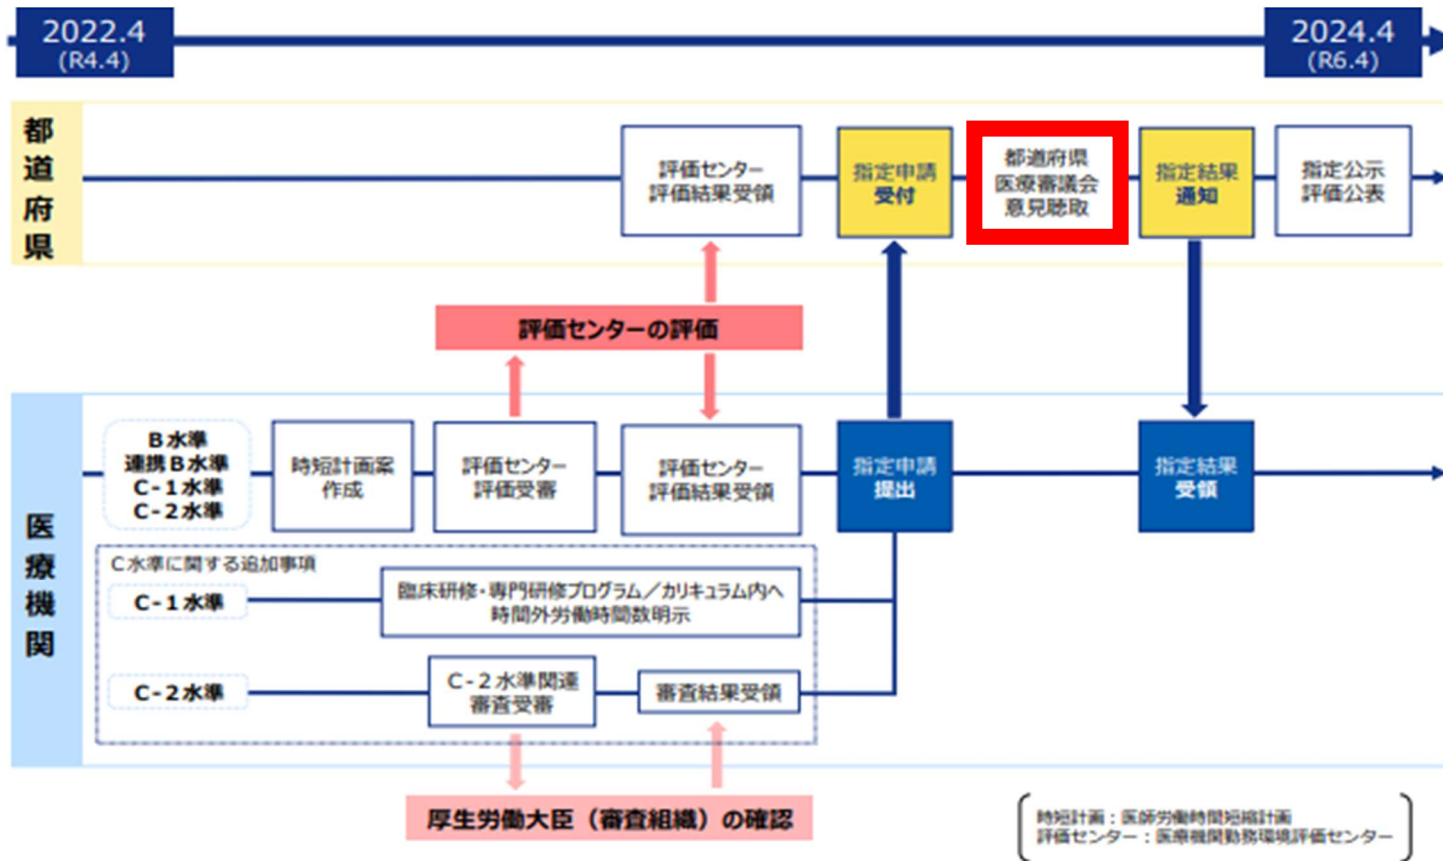 2022.4
(R4.4)
2024.4
(R6.4)
都道府県
評価センター
評価結果受領
指定申請
受付
都道府県
医療審議会
意見聴取
指定結果
通知
指定公示
評価公表
評価センターの評価
医療機関
B水準
連携B水準
C-1水準
C-2水準
時短計画案
作成
評価センター
評価受審
評価センター
評価結果受領
指定申請
提出
指定結果
受領
C水準に関する追加事項
C-1水準
臨床研修・専門研修プログラム/カリキュラム内へ
時間外労働時間数明示
C-2水準
C-2水準関連
審査受審
審査結果受領
厚生労働大臣（審査組織）の確認
時短計画：医師労働時間短縮計画
評価センター：医療機関勤務環境評価センター